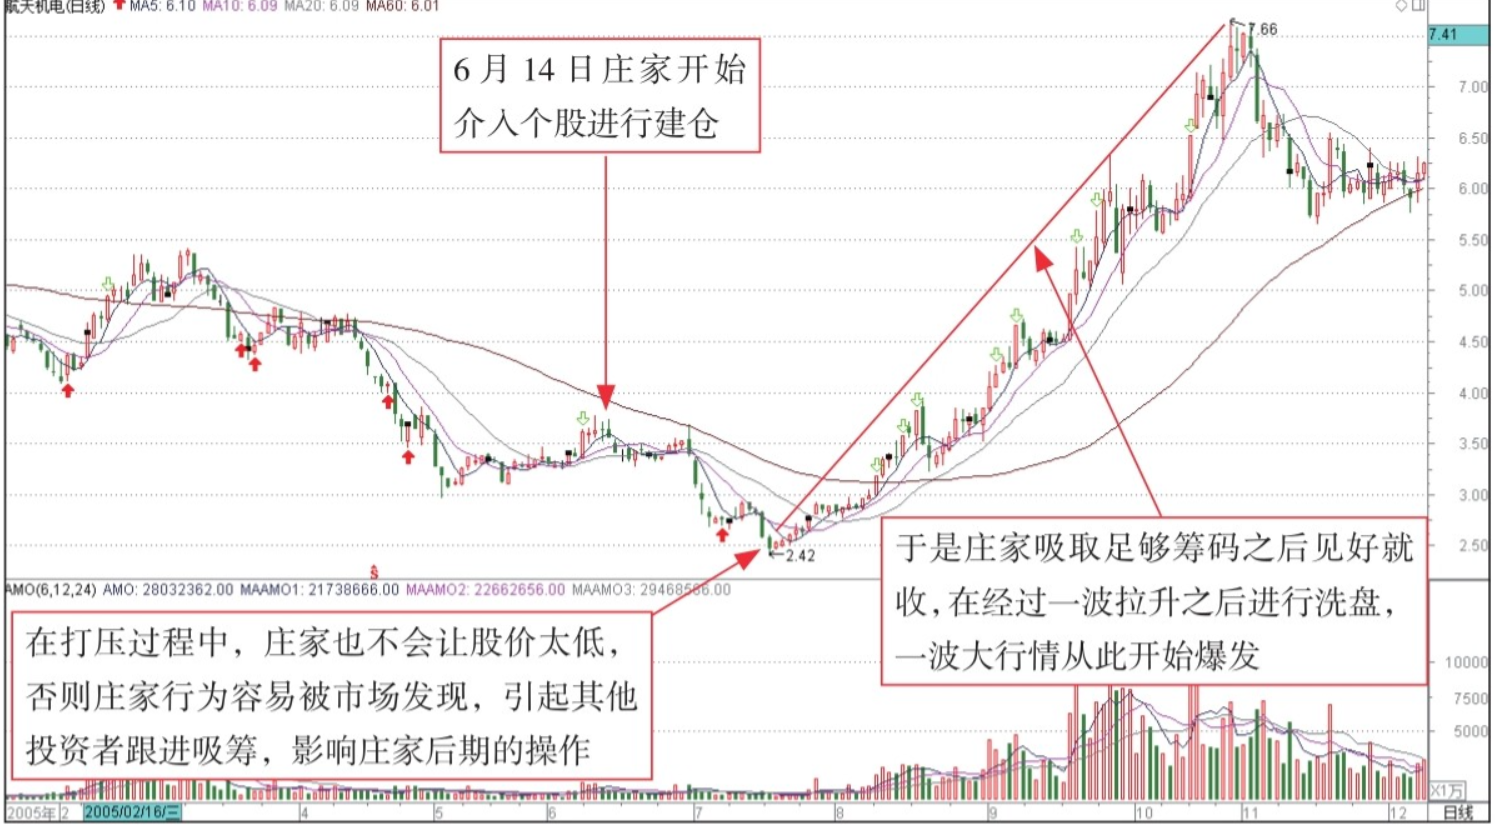 航天机电(日线) MA5: 6.10 MA10: 6.09 MA20: 6.09 MA60: 6.01
7.66
7.41
6月14日庄家开始
介入个股进行建仓
7.00
6.50
6.00
5.50
5.00
4.50
4.00
3.50
3.00
2.50
←2.42
于是庄家吸取足够筹码之后见好就
收,在经过一波拉升之后进行洗盘,
一波大行情从此开始爆发
S
AMO(6,12,24) AMO: 28032362.00 MAAMO1: 21738666.00 MAAMO2: 22662656.00 MAAMO3: 29468566.00
在打压过程中,庄家也不会让股价太低,
否则庄家行为容易被市场发现,引起其他
投资者跟进吸筹,影响庄家后期的操作
10000
7500
5000
X1万
2005年 2 2005/02/16/三 4 5 6 7 8 9 10 11 12 日线